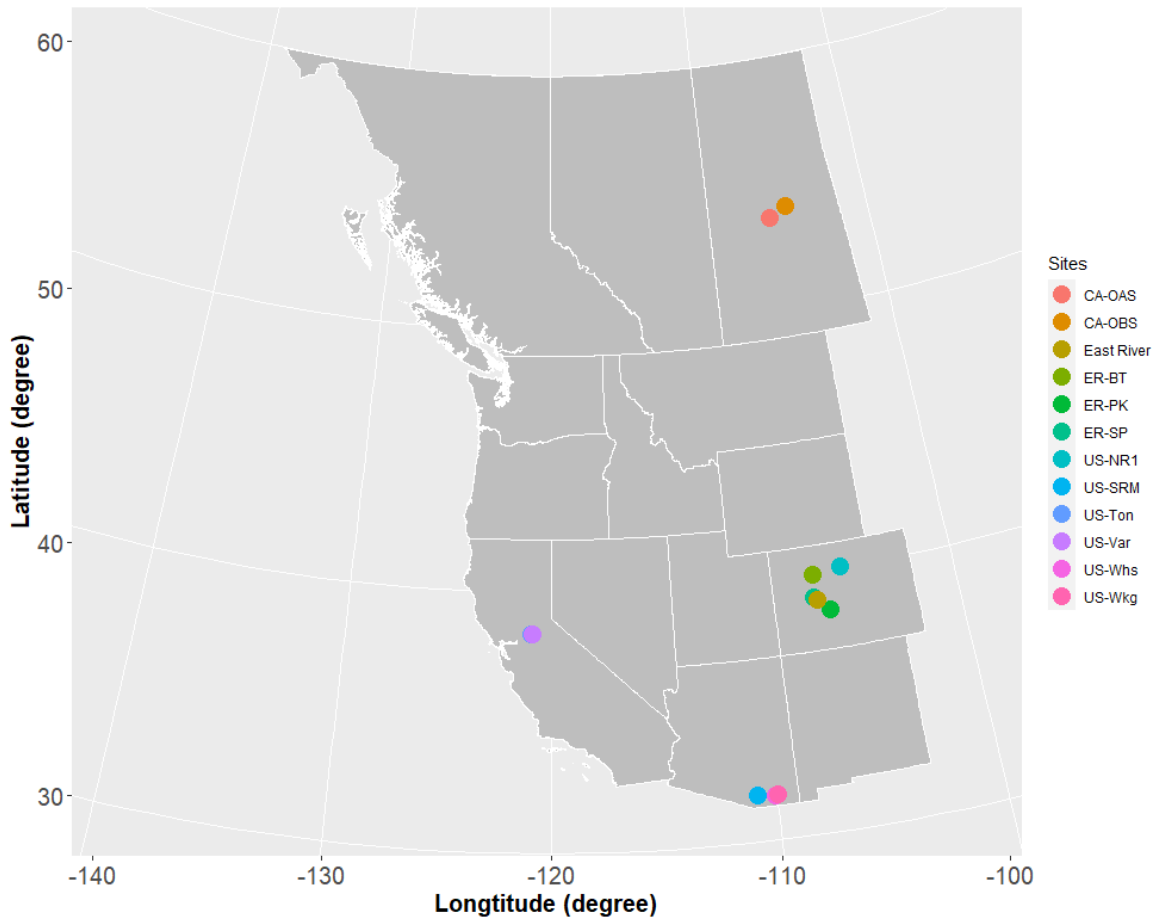 60
50
40
30
Latitude (degree)
-140
-130
-120
-110
-100
Longtitude (degree)
Sites
CA-OAS
CA-OBS
East River
ER-BT
ER-PK
ER-SP
US-NR1
US-SRM
US-Ton
US-Var
US-Whs
US-Wkg